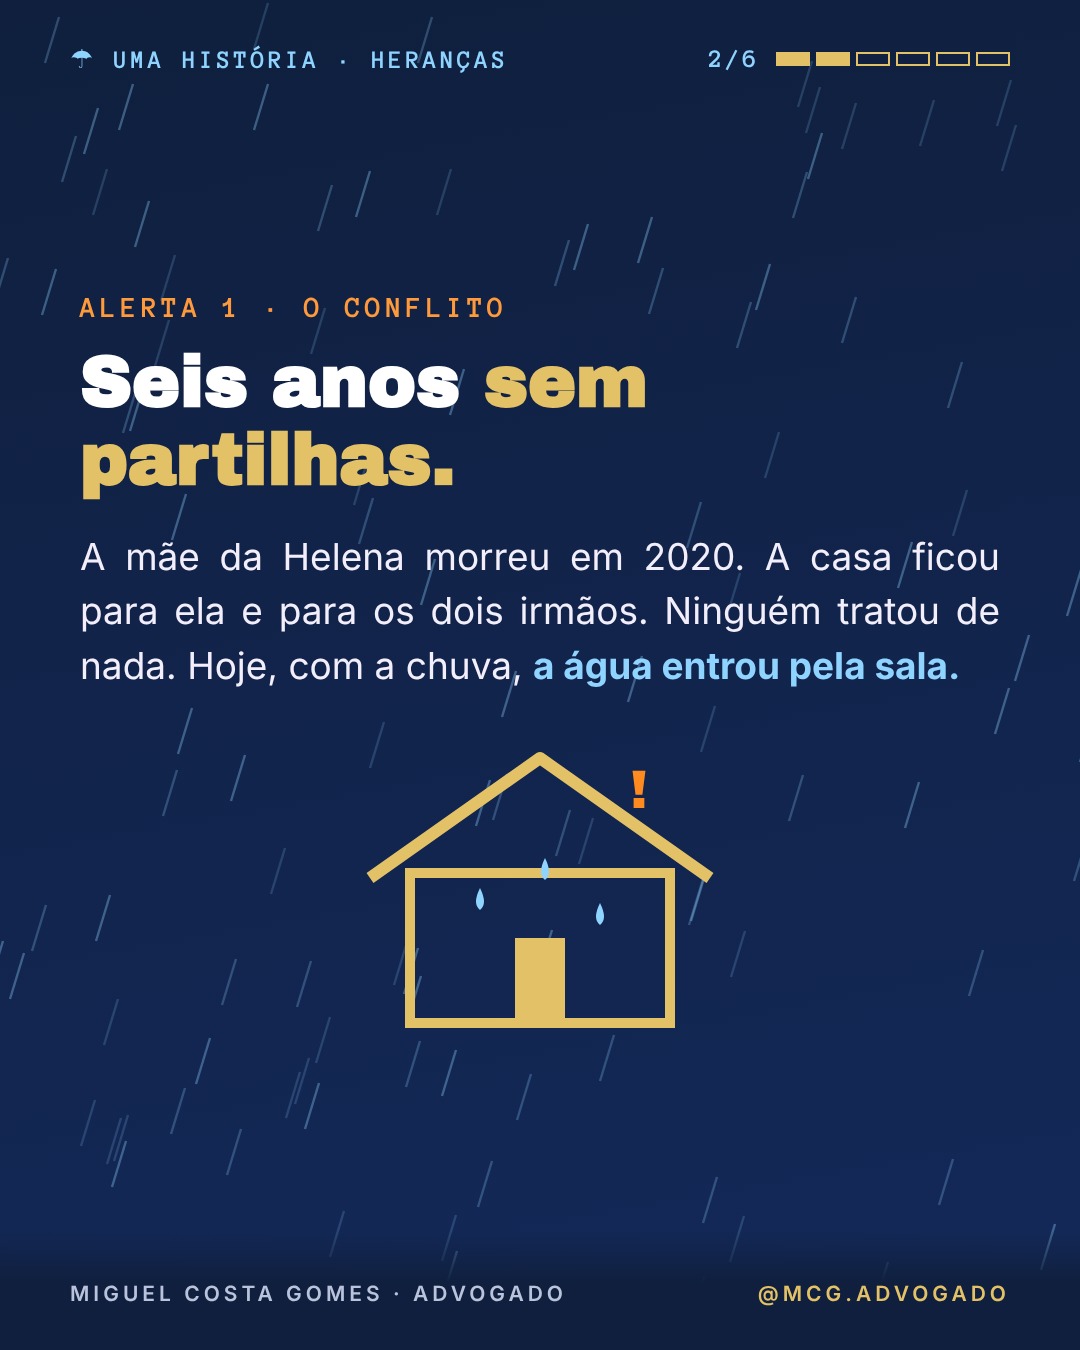 ☂ UMA HISTÓRIA · HERANÇAS
2/6
ALERTA 1 · O CONFLITO
Seis anos sem
partilhas.
A mãe da Helena morreu em 2020. A casa ficou
para ela e para os dois irmãos. Ninguém tratou de
nada. Hoje, com a chuva, a água entrou pela sala.
!
MIGUEL COSTA GOMES · ADVOGADO
@MCG.ADVOGADO